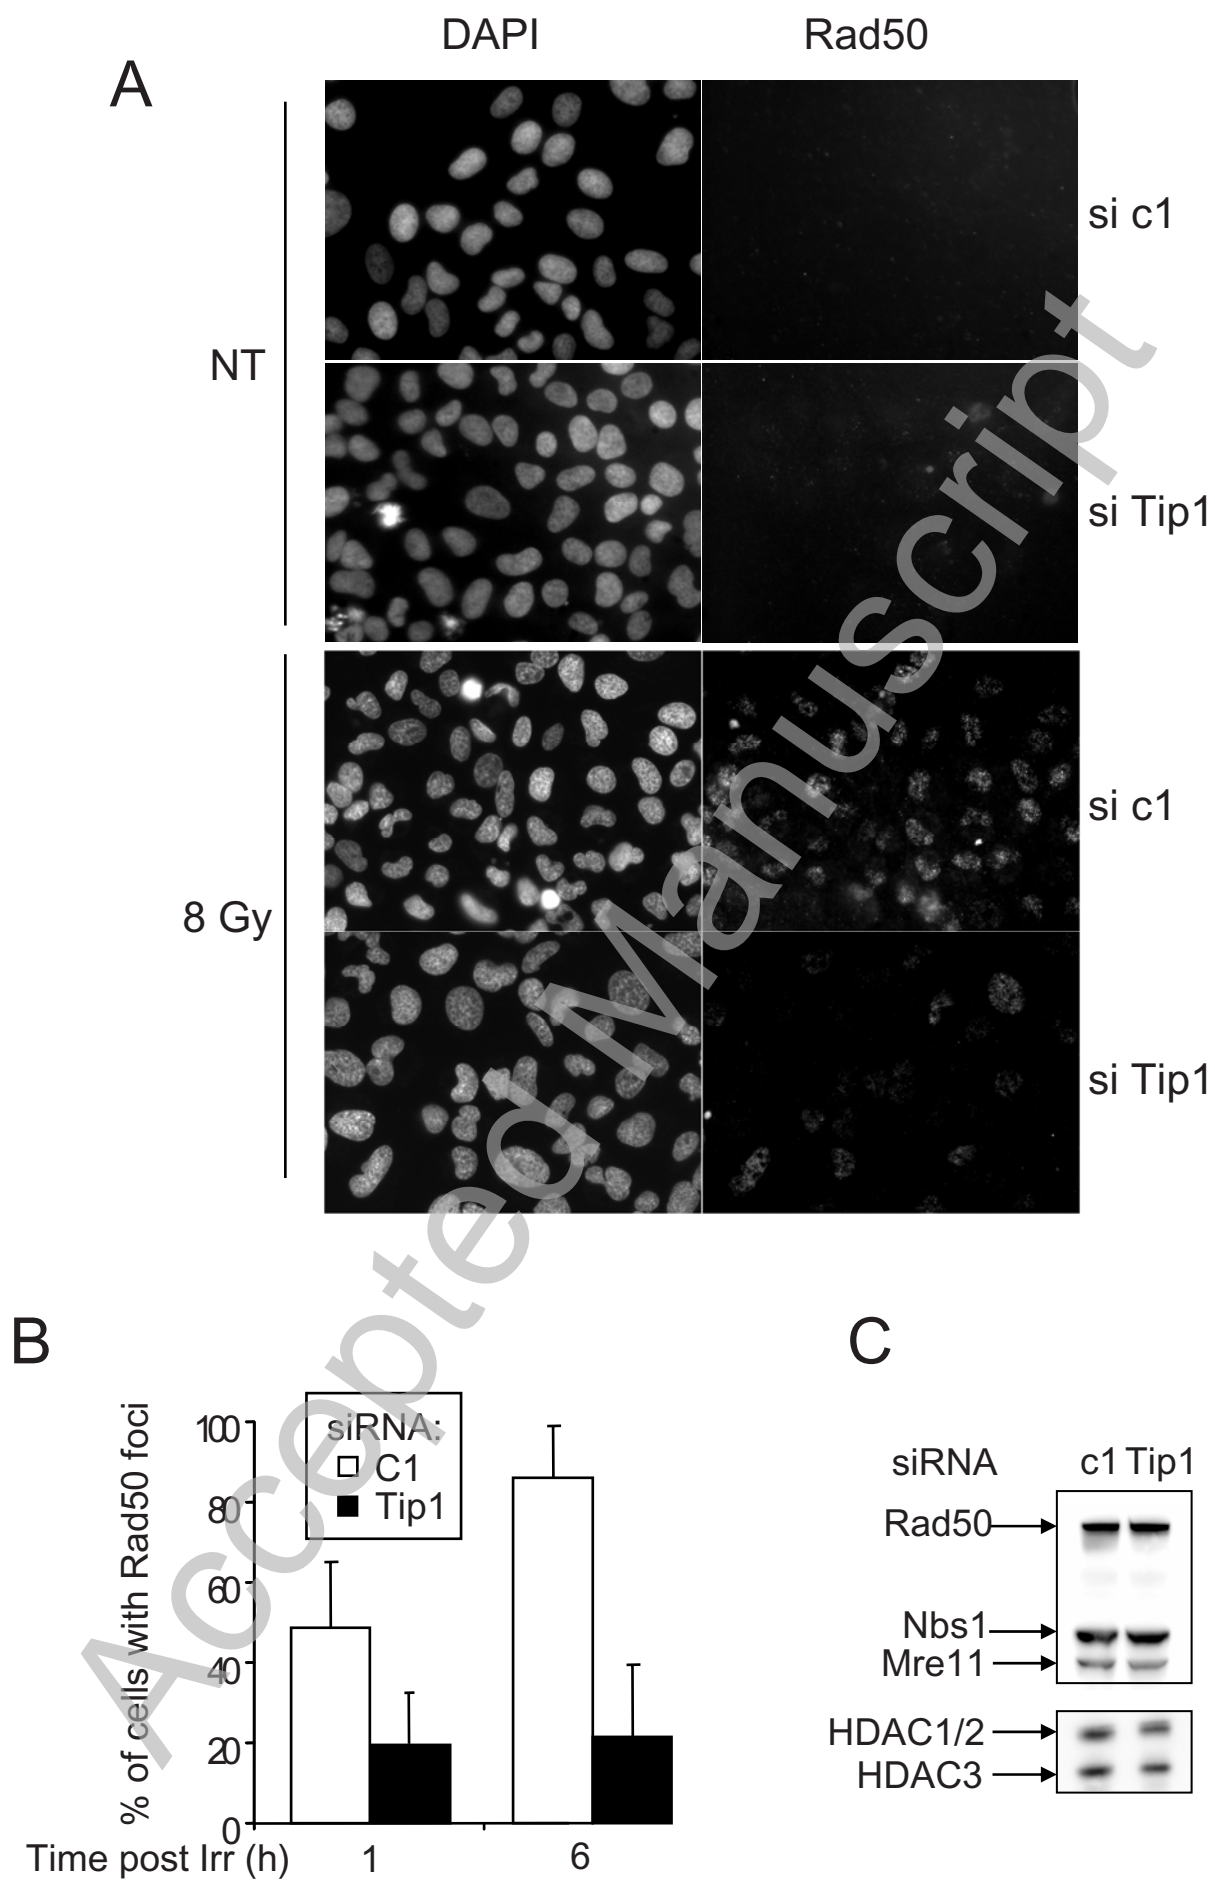 DAPI Rad50
A
si c1
NT
si Tip1
si c1
8 Gy
si Tip1
Accepted Manuscript
B
C
% of cells with Rad50 foci
100
80
60
40
20
0
siRNA:
C1
Tip1
Time post Irr (h) 1 6
siRNA c1 Tip1
Rad50
Nbs1
Mre11
HDAC1/2
HDAC3